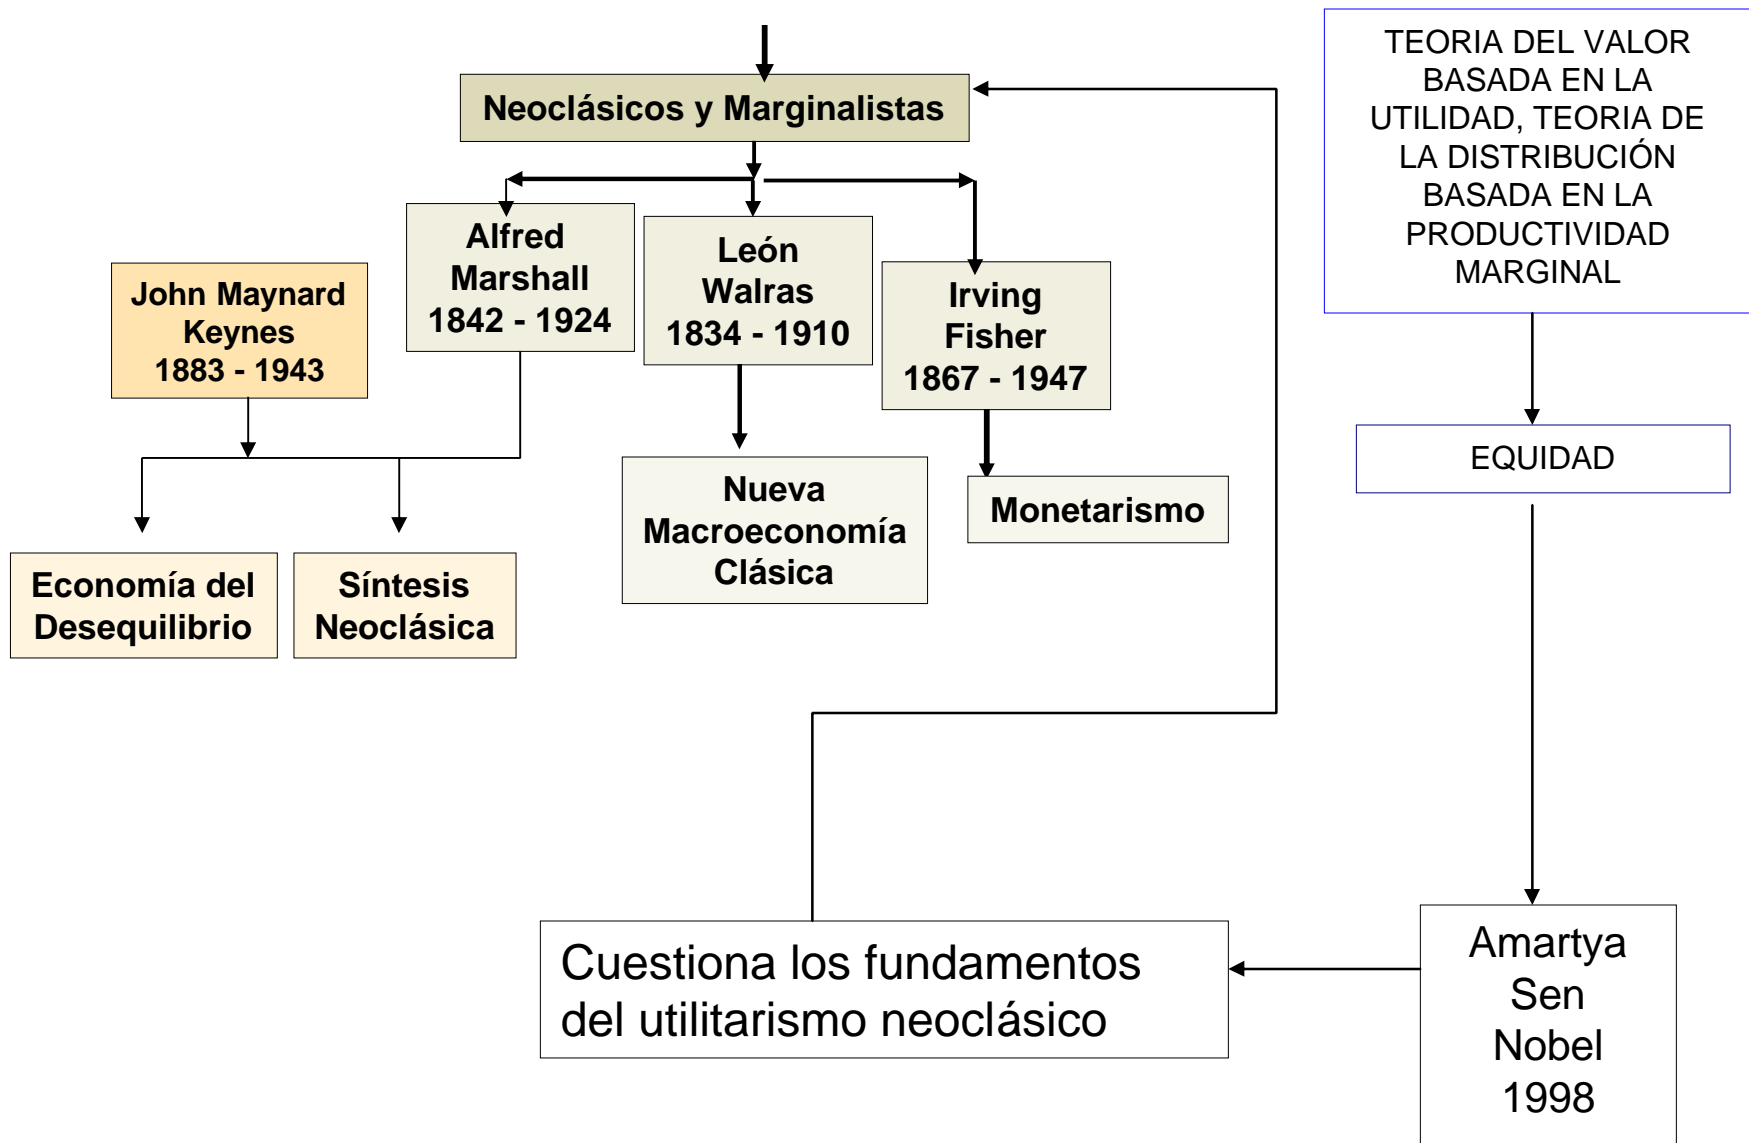 Neoclásicos y Marginalistas
Alfred
Marshall
1842 - 1924
León
Walras
1834 - 1910
Irving
Fisher
1867 - 1947
John Maynard
Keynes
1883 - 1943
Economía del
Desequilibrio
Síntesis
Neoclásica
Nueva
Macroeconomía
Clásica
Monetarismo
TEORIA DEL VALOR
BASADA EN LA
UTILIDAD, TEORIA DE
LA DISTRIBUCIÓN
BASADA EN LA
PRODUCTIVIDAD
MARGINAL
EQUIDAD
Amartya
Sen
Nobel
1998
Cuestiona los fundamentos
del utilitarismo neoclásico